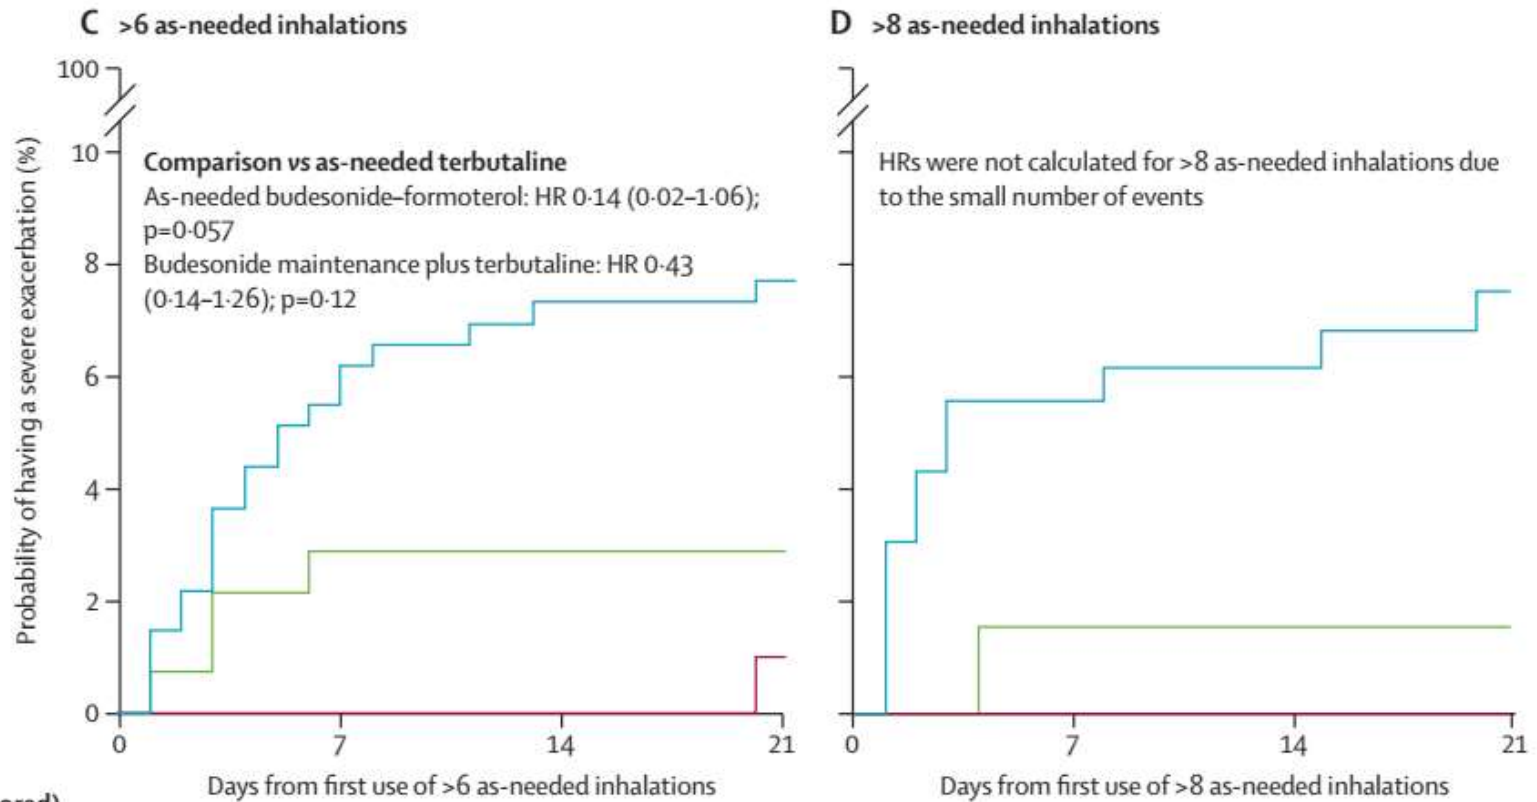 C >6 as-needed inhalations
100
10
8
6
4
2
0
Probability of having a severe exacerbation (%)
Comparison vs as-needed terbutaline
As-needed budesonide–formoterol: HR 0·14 (0·02–1·06);
p=0·057
Budesonide maintenance plus terbutaline: HR 0·43
(0·14–1·26); p=0·12
0 7 14 21
Days from first use of >6 as-needed inhalations
D >8 as-needed inhalations
HRs were not calculated for >8 as-needed inhalations due
to the small number of events
0 7 14 21
Days from first use of >8 as-needed inhalations